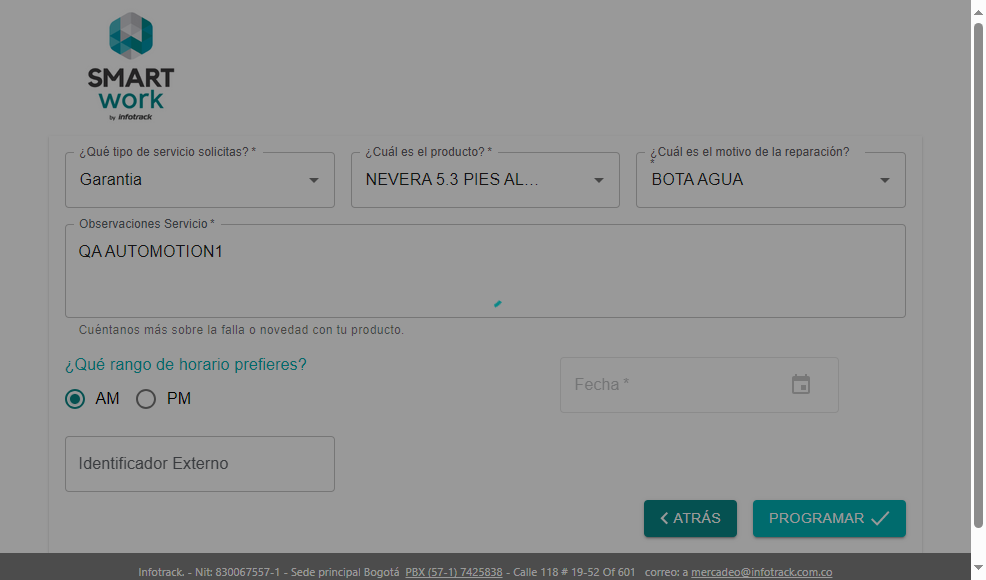 SMART
work
by infotrack
¿Qué tipo de servicio solicitas? *
Garantia
¿Cuál es el producto? *
NEVERA 5.3 PIES AL...
¿Cuál es el motivo de la reparación? *
BOTA AGUA
Observaciones Servicio *
QA AUTOMOTION1
Cuéntanos más sobre la falla o novedad con tu producto.
¿Qué rango de horario prefieres?
AM PM
Fecha *
Identificador Externo
ATRÁS
PROGRAMAR
Infotrack. - Nit: 830067557-1 - Sede principal Bogotá PBX (57-1) 7425838 - Calle 118 # 19-52 Of 601 correo: a mercadeo@infotrack.com.co